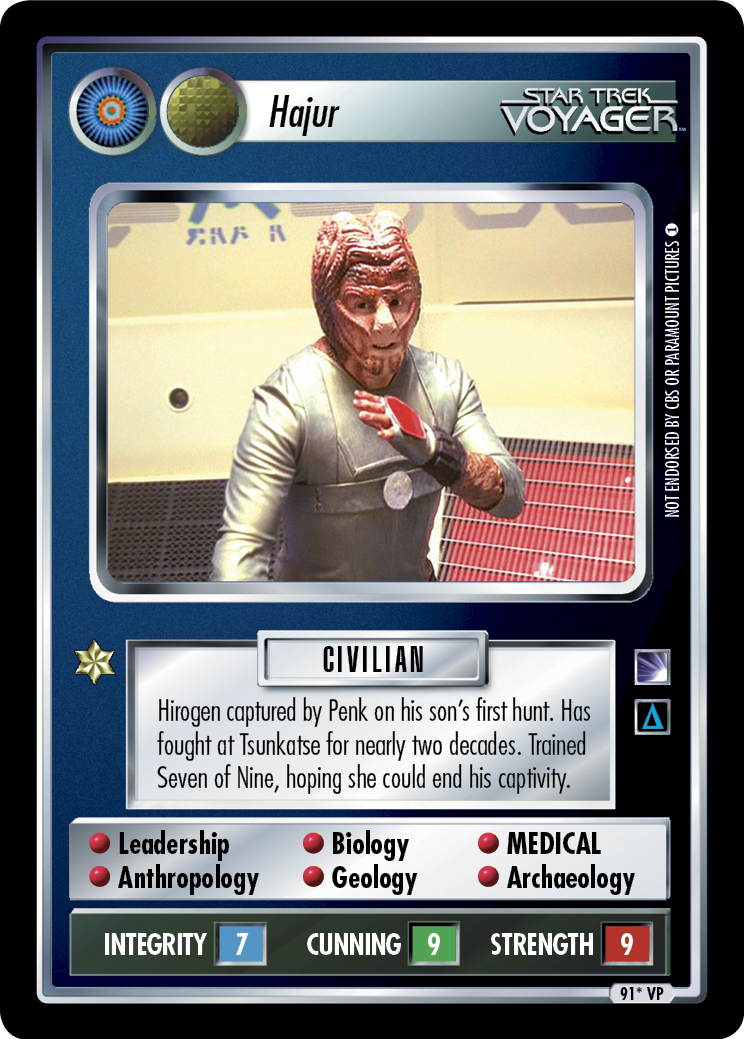 Hajur
STAR TREK
VOYAGER™
NOT ENDORSED BY CBS OR PARAMOUNT PICTURES
CIVILIAN
Hirogen captured by Penk on his son's first hunt. Has
fought at Tsunkatse for nearly two decades. Trained
Seven of Nine, hoping she could end his captivity.
Leadership Biology MEDICAL
Anthropology Geology Archaeology
INTEGRITY 7 CUNNING 9 STRENGTH 9
91* VP